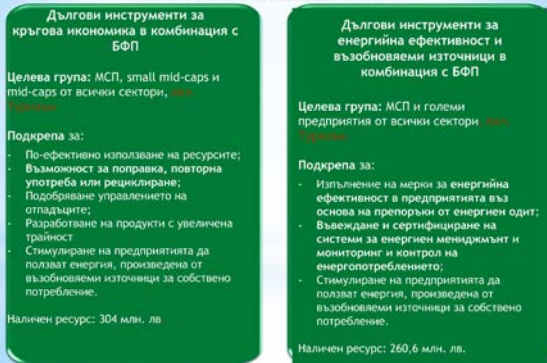 Дългови инструменти за
кръгова икономика в комбинация с
БФП
Целева група: МСП, small mid-caps и
mid-caps от всички сектори,
Подкрепа за:
- По-ефективно използване на ресурсите;
- Възможност за поправка, повторна
употреба или рециклиране;
- Подобряване управлението на
отпадъците;
- Разработване на продукти с увеличена
трайност
- Стимулиране на предприятията да
ползват енергия, произведена от
възобновяеми източници за собствено
потребление.
Наличен ресурс: 304 млн. лв
Дългови инструменти за
енергийна ефективност и
възобновяеми източници в
комбинация с БФП
Целева група: МСП и големи
предприятия от всички сектори
Подкрепа за:
- Изпълнение на мерки за енергийна
ефективност в предприятията въз
основа на препоръки от енергиен одит;
- Въвеждане и сертифициране на
системи за енергиен мениджмънт и
мониторинг и контрол на
енергопотреблението;
- Стимулиране на предприятията да
ползват енергия, произведена от
възобновяеми източници за собствено
потребление.
Наличен ресурс: 260,6 млн. лв.